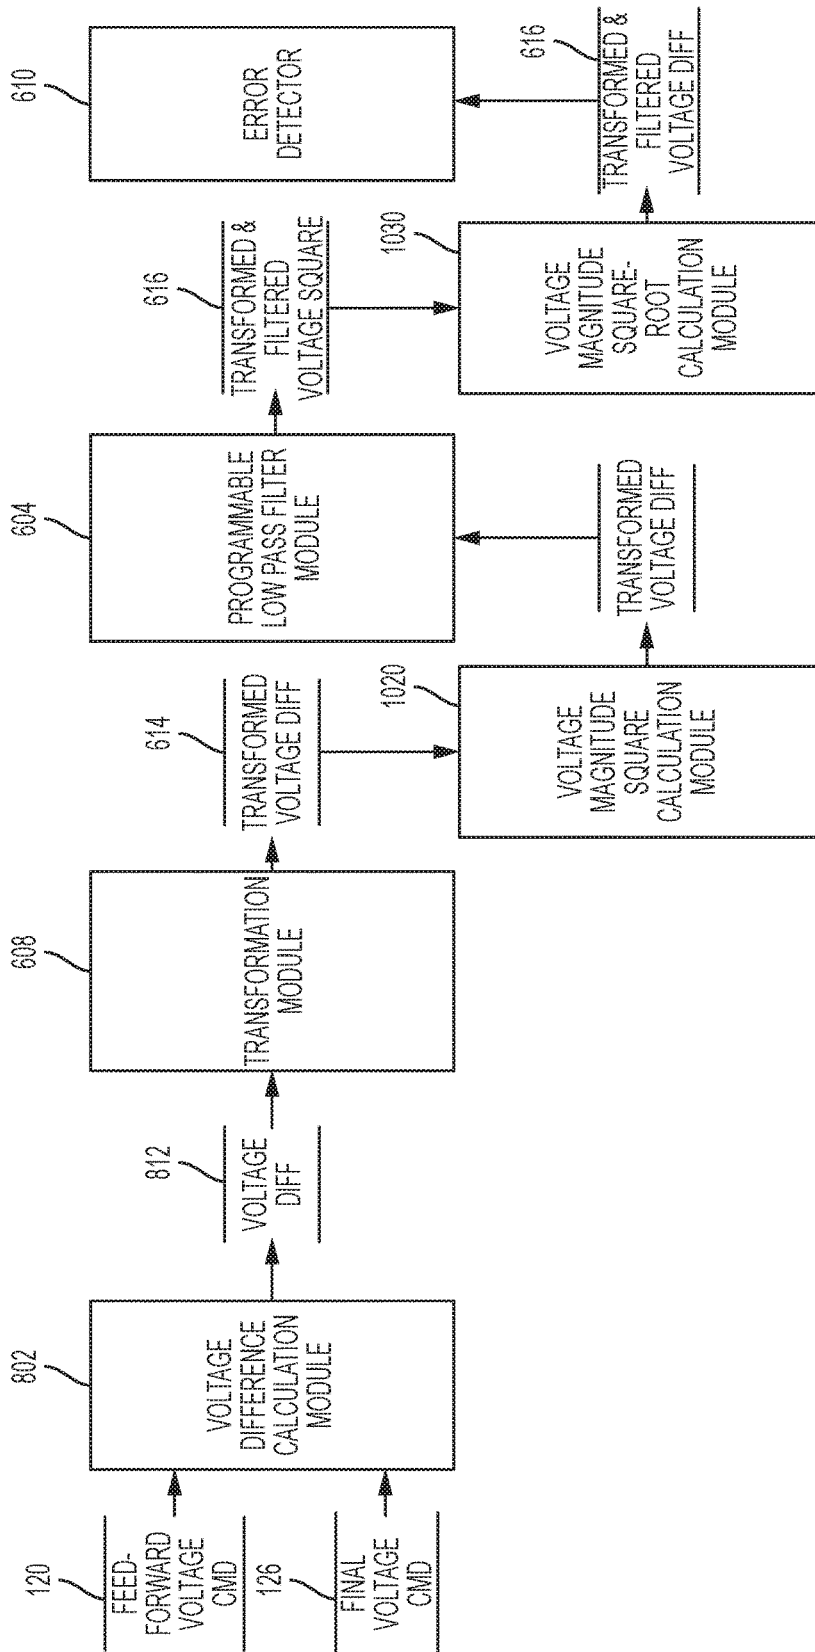 120
FEED-
FORWARD
VOLTAGE
CMD
126
FINAL
VOLTAGE
CMD
802
VOLTAGE
DIFFERENCE
CALCULATION
MODULE
812
VOLTAGE
DIFF
608
TRANSFORMATION
MODULE
614
TRANSFORMED
VOLTAGE DIFF
1020
VOLTAGE
MAGNITUDE
SQUARE
CALCULATION
MODULE
TRANSFORMED
VOLTAGE DIFF
604
PROGRAMMABLE
LOW PASS FILTER
MODULE
616
TRANSFORMED &
FILTERED
VOLTAGE SQUARE
1030
VOLTAGE
MAGNITUDE
SQUARE-
ROOT
CALCULATION
MODULE
616
TRANSFORMED &
FILTERED
VOLTAGE DIFF
610
ERROR
DETECTOR